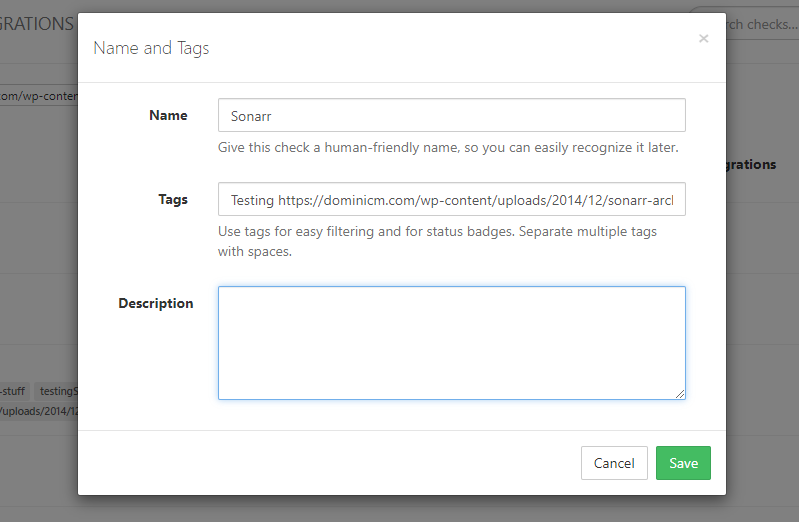 GRATIONS
rch checks...
Name and Tags
×
com/wp-conten
Name
Sonarr
Give this check a human-friendly name, so you can easily recognize it later.
grations
Tags
Testing https://dominicm.com/wp-content/uploads/2014/12/sonarr-arcl
Use tags for easy filtering and for status badges. Separate multiple tags
with spaces.
Description
-stuff testingS
/uploads/2014/12
Cancel Save